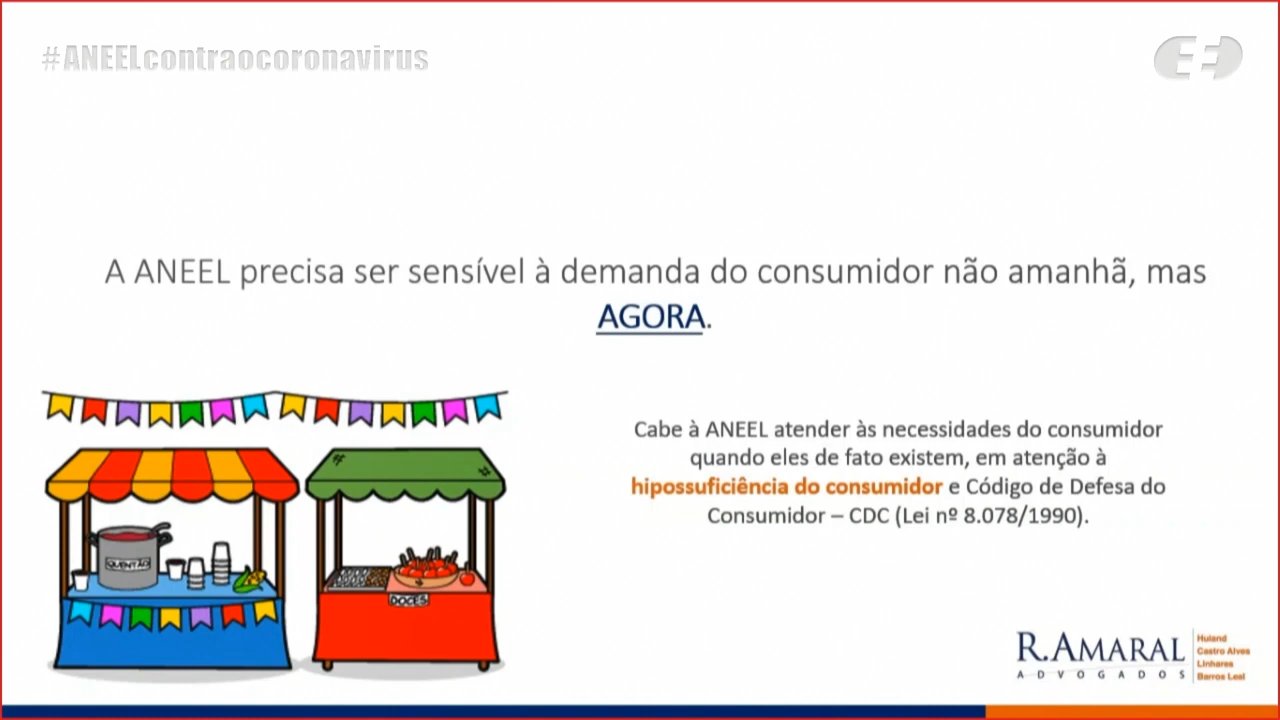 #ANEELcontraocoronavirus
A ANEEL precisa ser sensível à demanda do consumidor não amanhã, mas
AGORA.
Cabe à ANEEL atender às necessidades do consumidor
quando eles de fato existem, em atenção à
hipossuficiência do consumidor e Código de Defesa do
Consumidor – CDC (Lei nº 8.078/1990).
QUENTÃO
DOCES
R.AMARAL
ADVOGADOS
Huland
Castro Alves
Linhares
Barros Leal